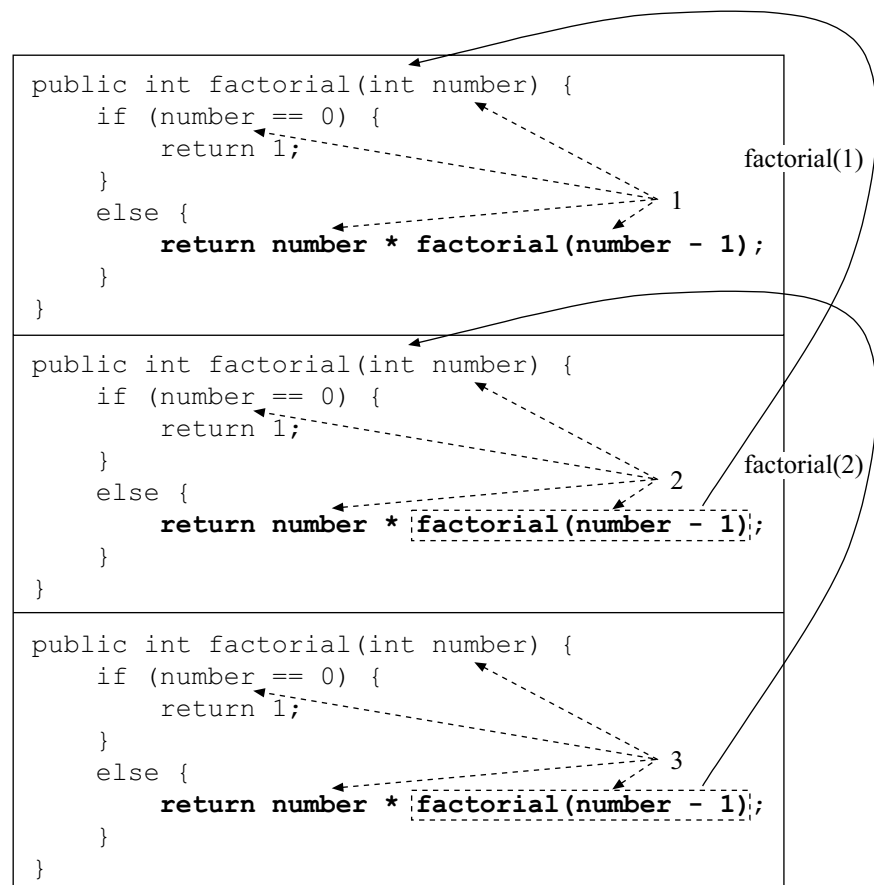 public int factorial(int number) {
if (number == 0) {
return 1;
}
factorial(1)
1
else {
return number * factorial(number - 1);
}
}
public int factorial(int number) {
if (number == 0) {
return 1;
}
factorial(2)
2
else {
return number * factorial(number - 1);
}
}
public int factorial(int number) {
if (number == 0) {
return 1;
}
3
else {
return number * factorial(number - 1);
}
}